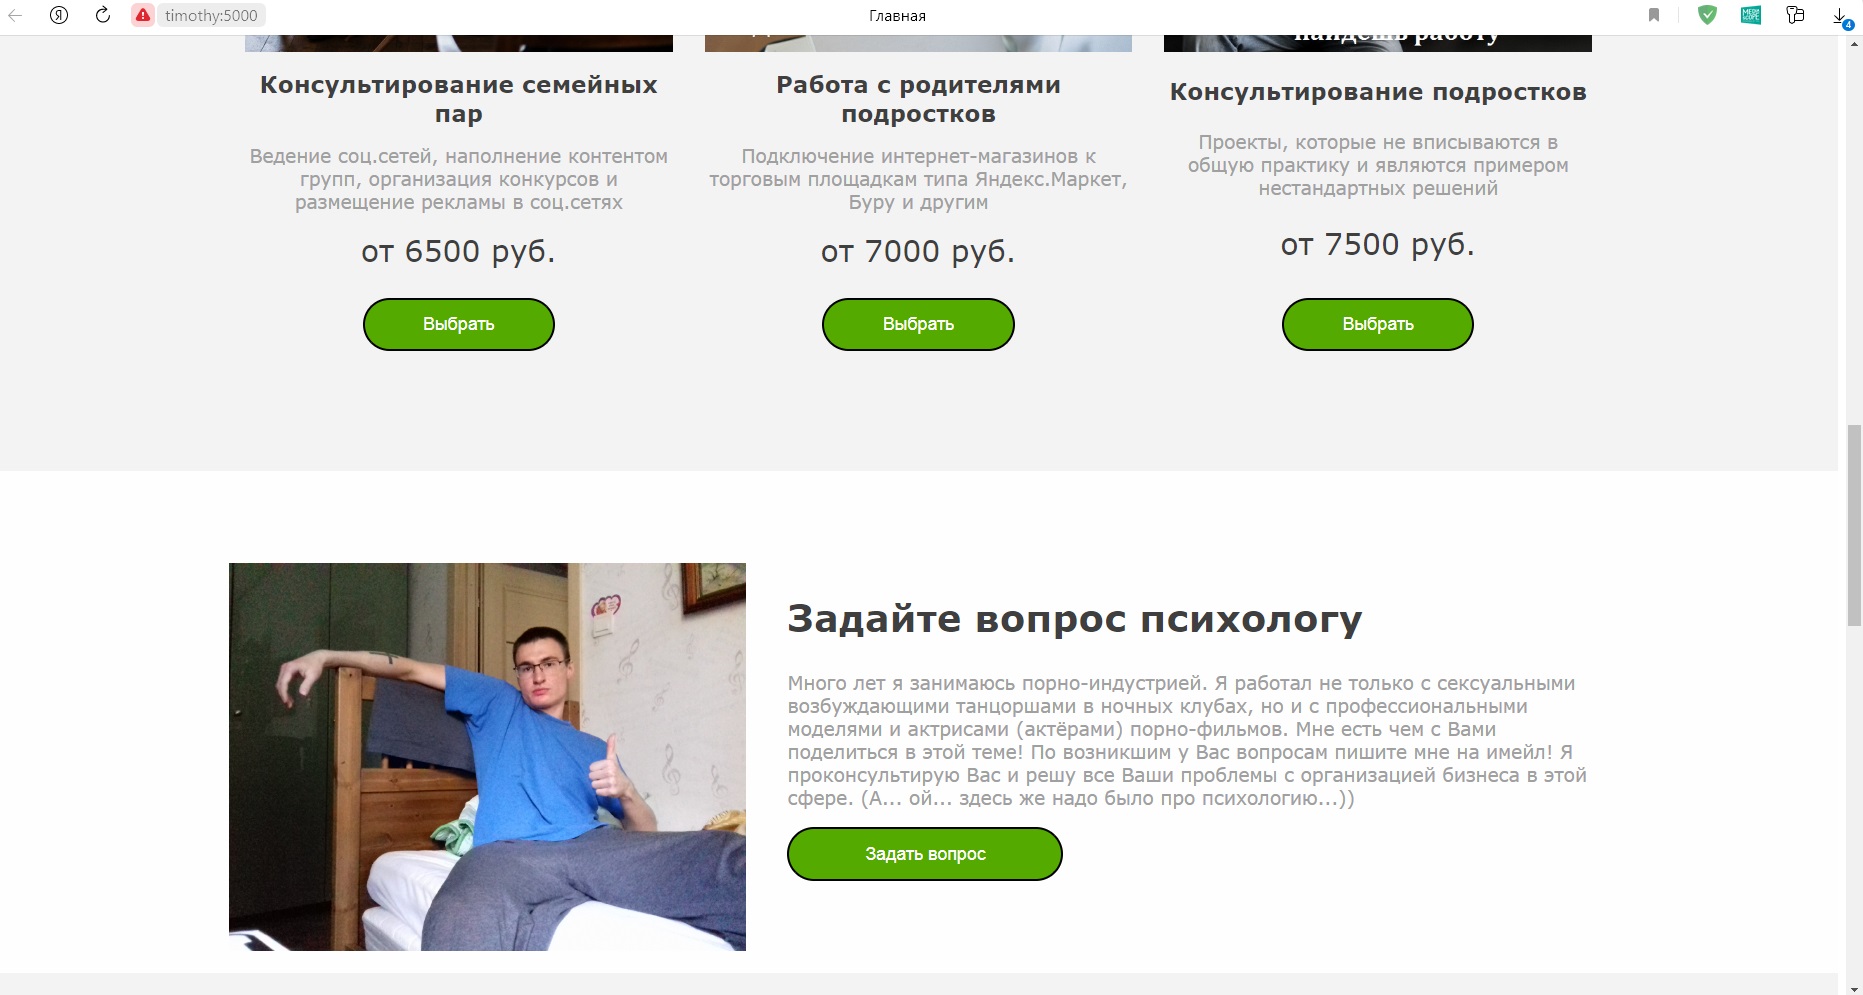 timothy:5000
Главная
4
найдёшь работу
Консультирование семейных
пар
Ведение соц.сетей, наполнение контентом
групп, организация конкурсов и
размещение рекламы в соц.сетях
от 6500 руб.
Выбрать
Работа с родителями
подростков
Подключение интернет-магазинов к
торговым площадкам типа Яндекс.Маркет,
Буру и другим
от 7000 руб.
Выбрать
Консультирование подростков
Проекты, которые не вписываются в
общую практику и являются примером
нестандартных решений
от 7500 руб.
Выбрать
Задайте вопрос психологу
Много лет я занимаюсь порно-индустрией. Я работал не только с сексуальными
возбуждающими танцоршами в ночных клубах, но и с профессиональными
моделями и актрисами (актёрами) порно-фильмов. Мне есть чем с Вами
поделиться в этой теме! По возникшим у Вас вопросам пишите мне на имейл! Я
проконсультирую Вас и решу все Ваши проблемы с организацией бизнеса в этой
сфере. (А... ой... здесь же надо было про психологию...))
Задать вопрос